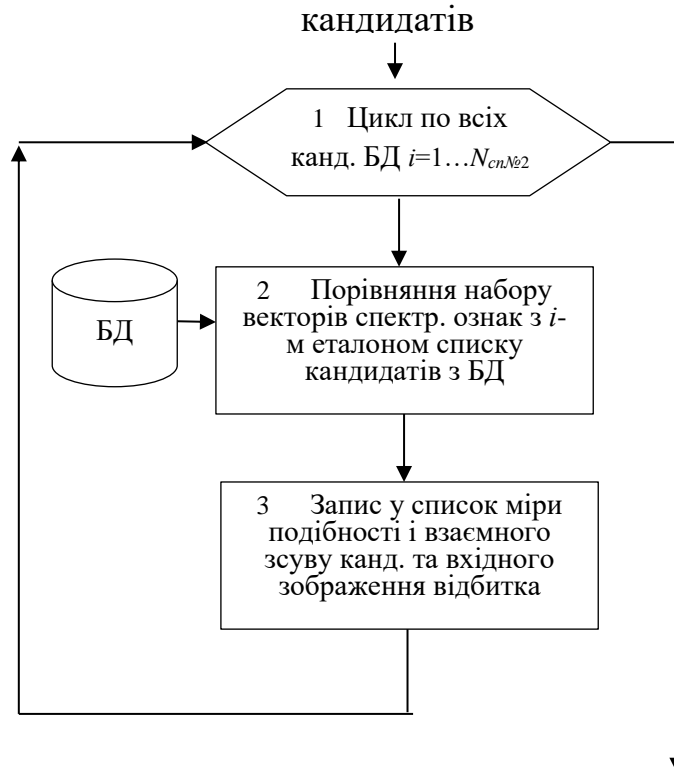 кандидатів
1 Цикл по всіх
канд. БД i=1…Nсп№2
БД
2 Порівняння набору
векторів спектр. ознак з i-
м еталоном списку
кандидатів з БД
3 Запис у список міри
подібності і взаємного
зсуву канд. та вхідного
зображення відбитка